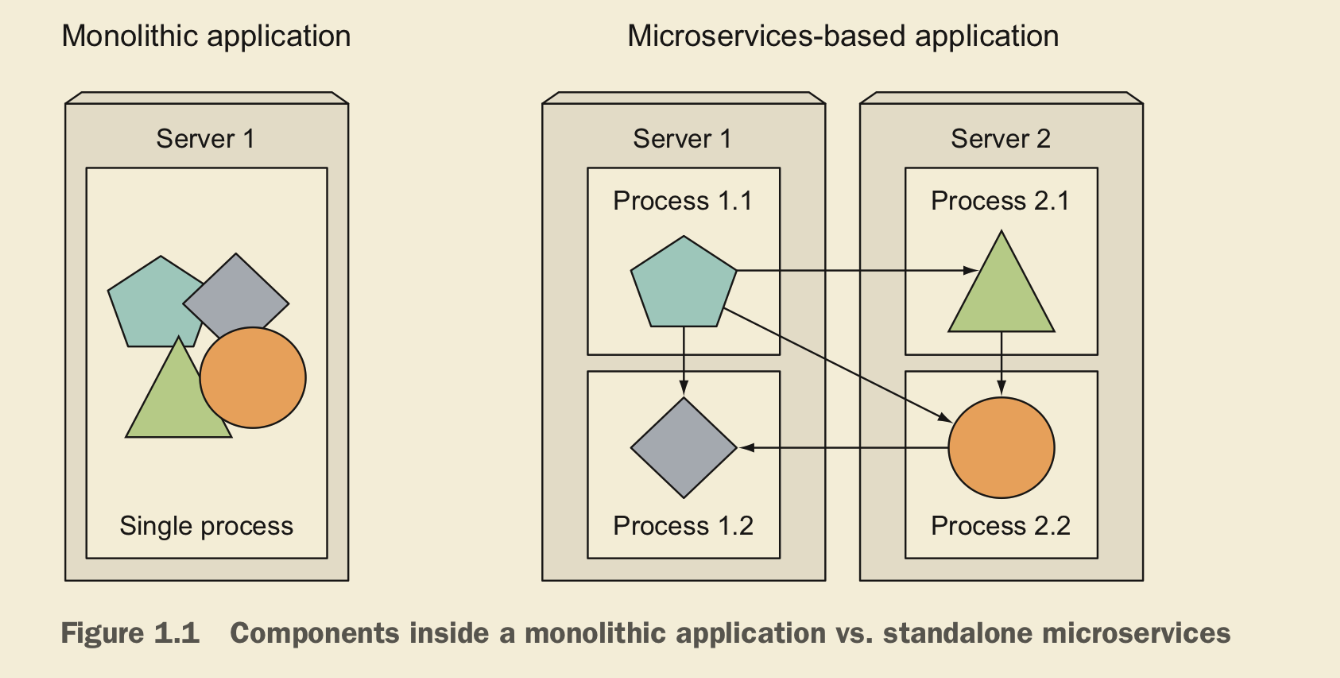 Monolithic application
Microservices-based application
Server 1
Single process
Server 1
Process 1.1
Process 1.2
Server 2
Process 2.1
Process 2.2
Figure 1.1 Components inside a monolithic application vs. standalone microservices